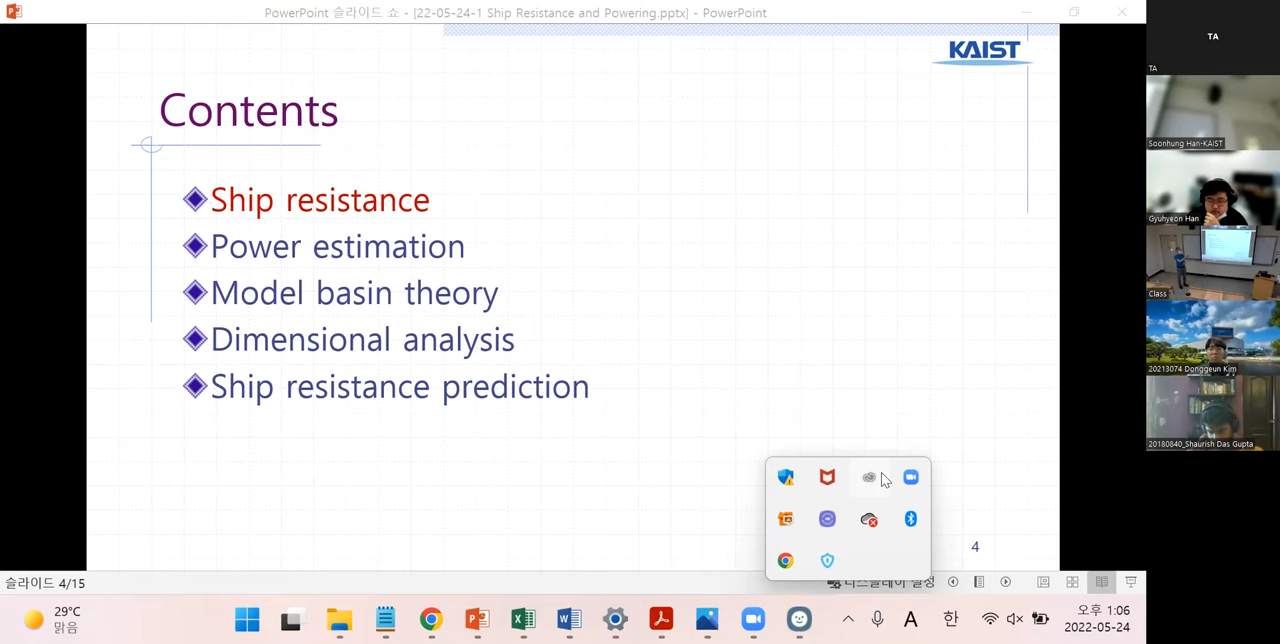 PowerPoint 슬라이드 쇼 - [22-05-24-1 Ship Resistance and Powering.pptx] - PowerPoint
KAIST
Contents
Ship resistance
Power estimation
Model basin theory
Dimensional analysis
Ship resistance prediction
4
TA
TA
Soonhung Han-KAIST
Gyuhyeon Han
Class
20213074 Donggeun Kim
20180840_Shaurish Das Gupta
슬라이드 4/15
디스플레이 설정
29°C
맑음
A
한
오후 1:06
2022-05-24